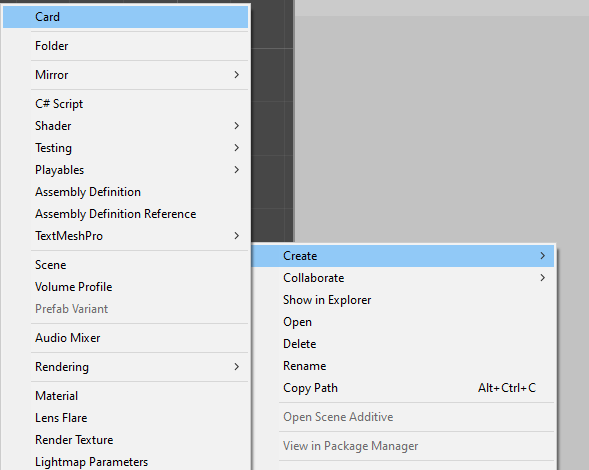 Card
Folder
Mirror
C# Script
Shader
Testing
Playables
Assembly Definition
Assembly Definition Reference
TextMeshPro
Scene
Volume Profile
Prefab Variant
Audio Mixer
Rendering
Material
Lens Flare
Render Texture
Lightmap Parameters
Create
Collaborate
Show in Explorer
Open
Delete
Rename
Copy Path Alt+Ctrl+C
Open Scene Additive
View in Package Manager